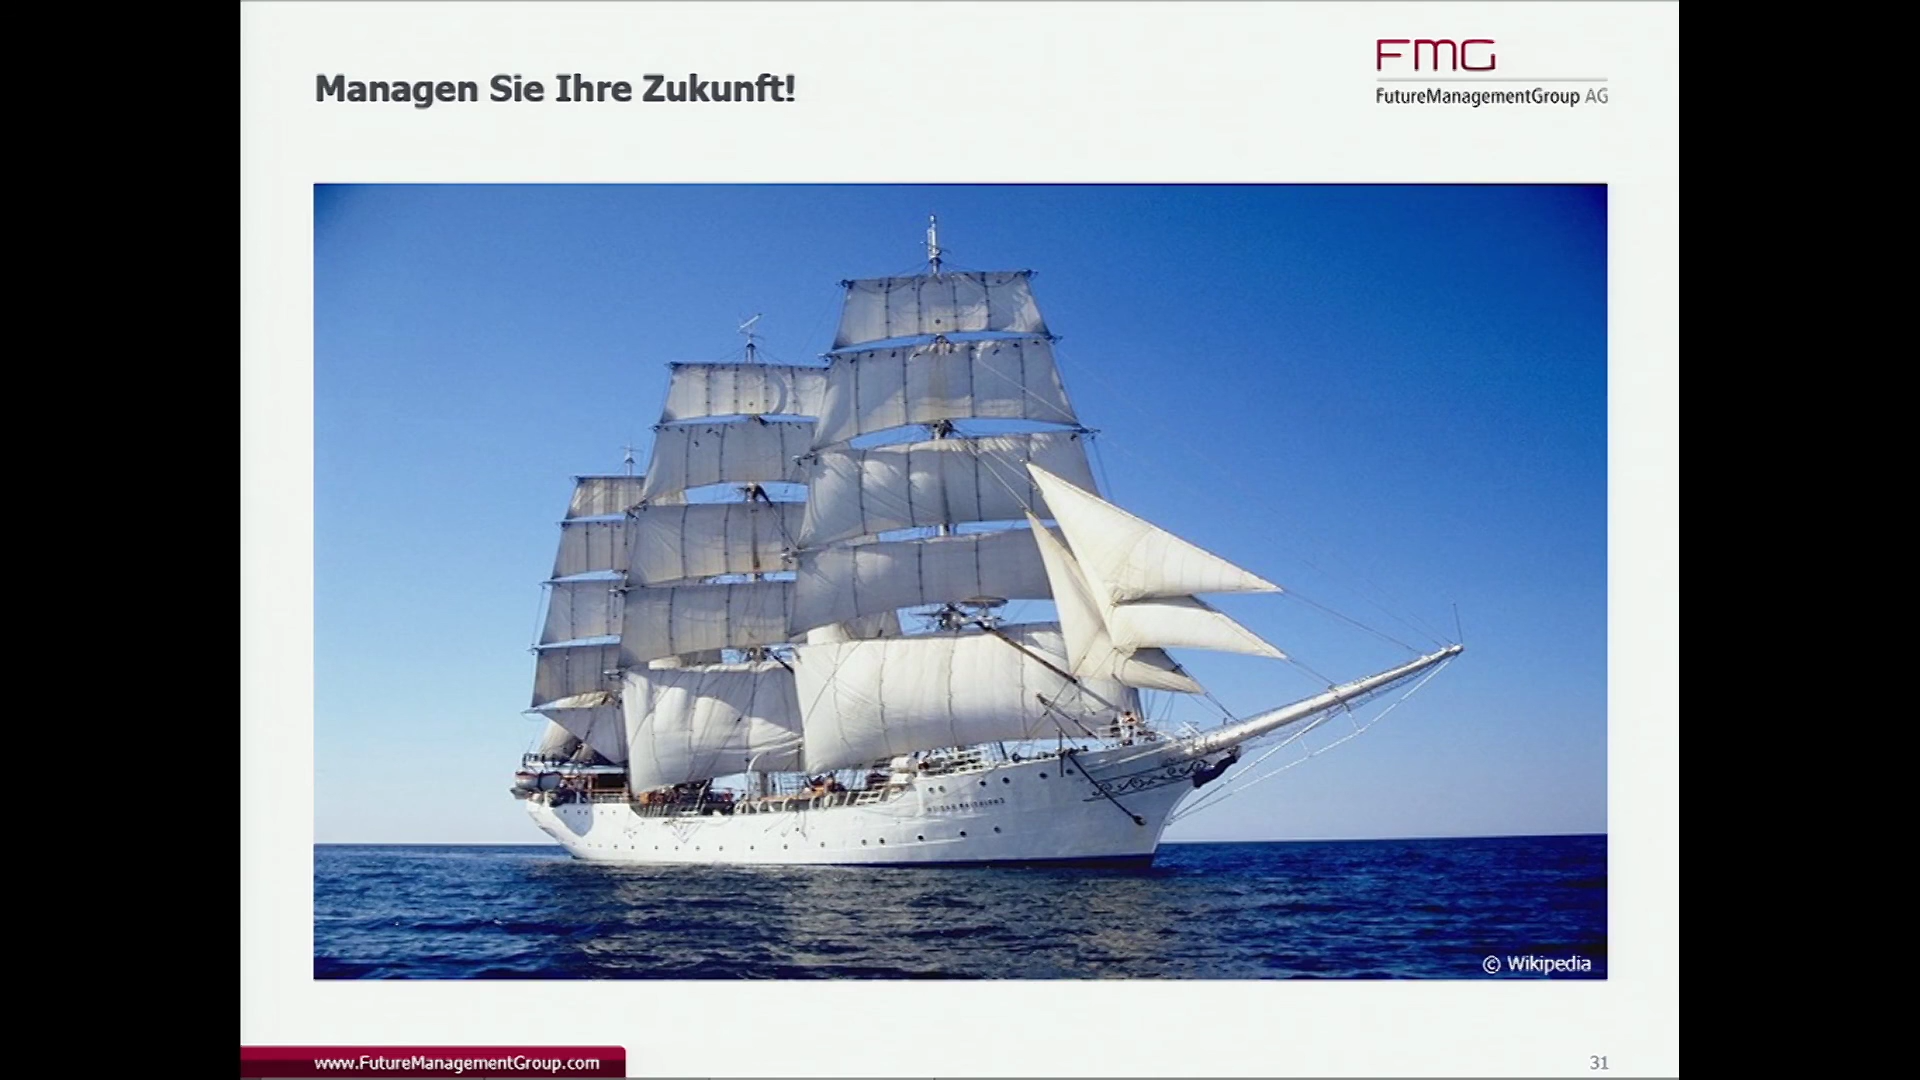 Managen Sie Ihre Zukunft!
FMG
FutureManagementGroup AG
© Wikipedia
www.FutureManagementGroup.com
31